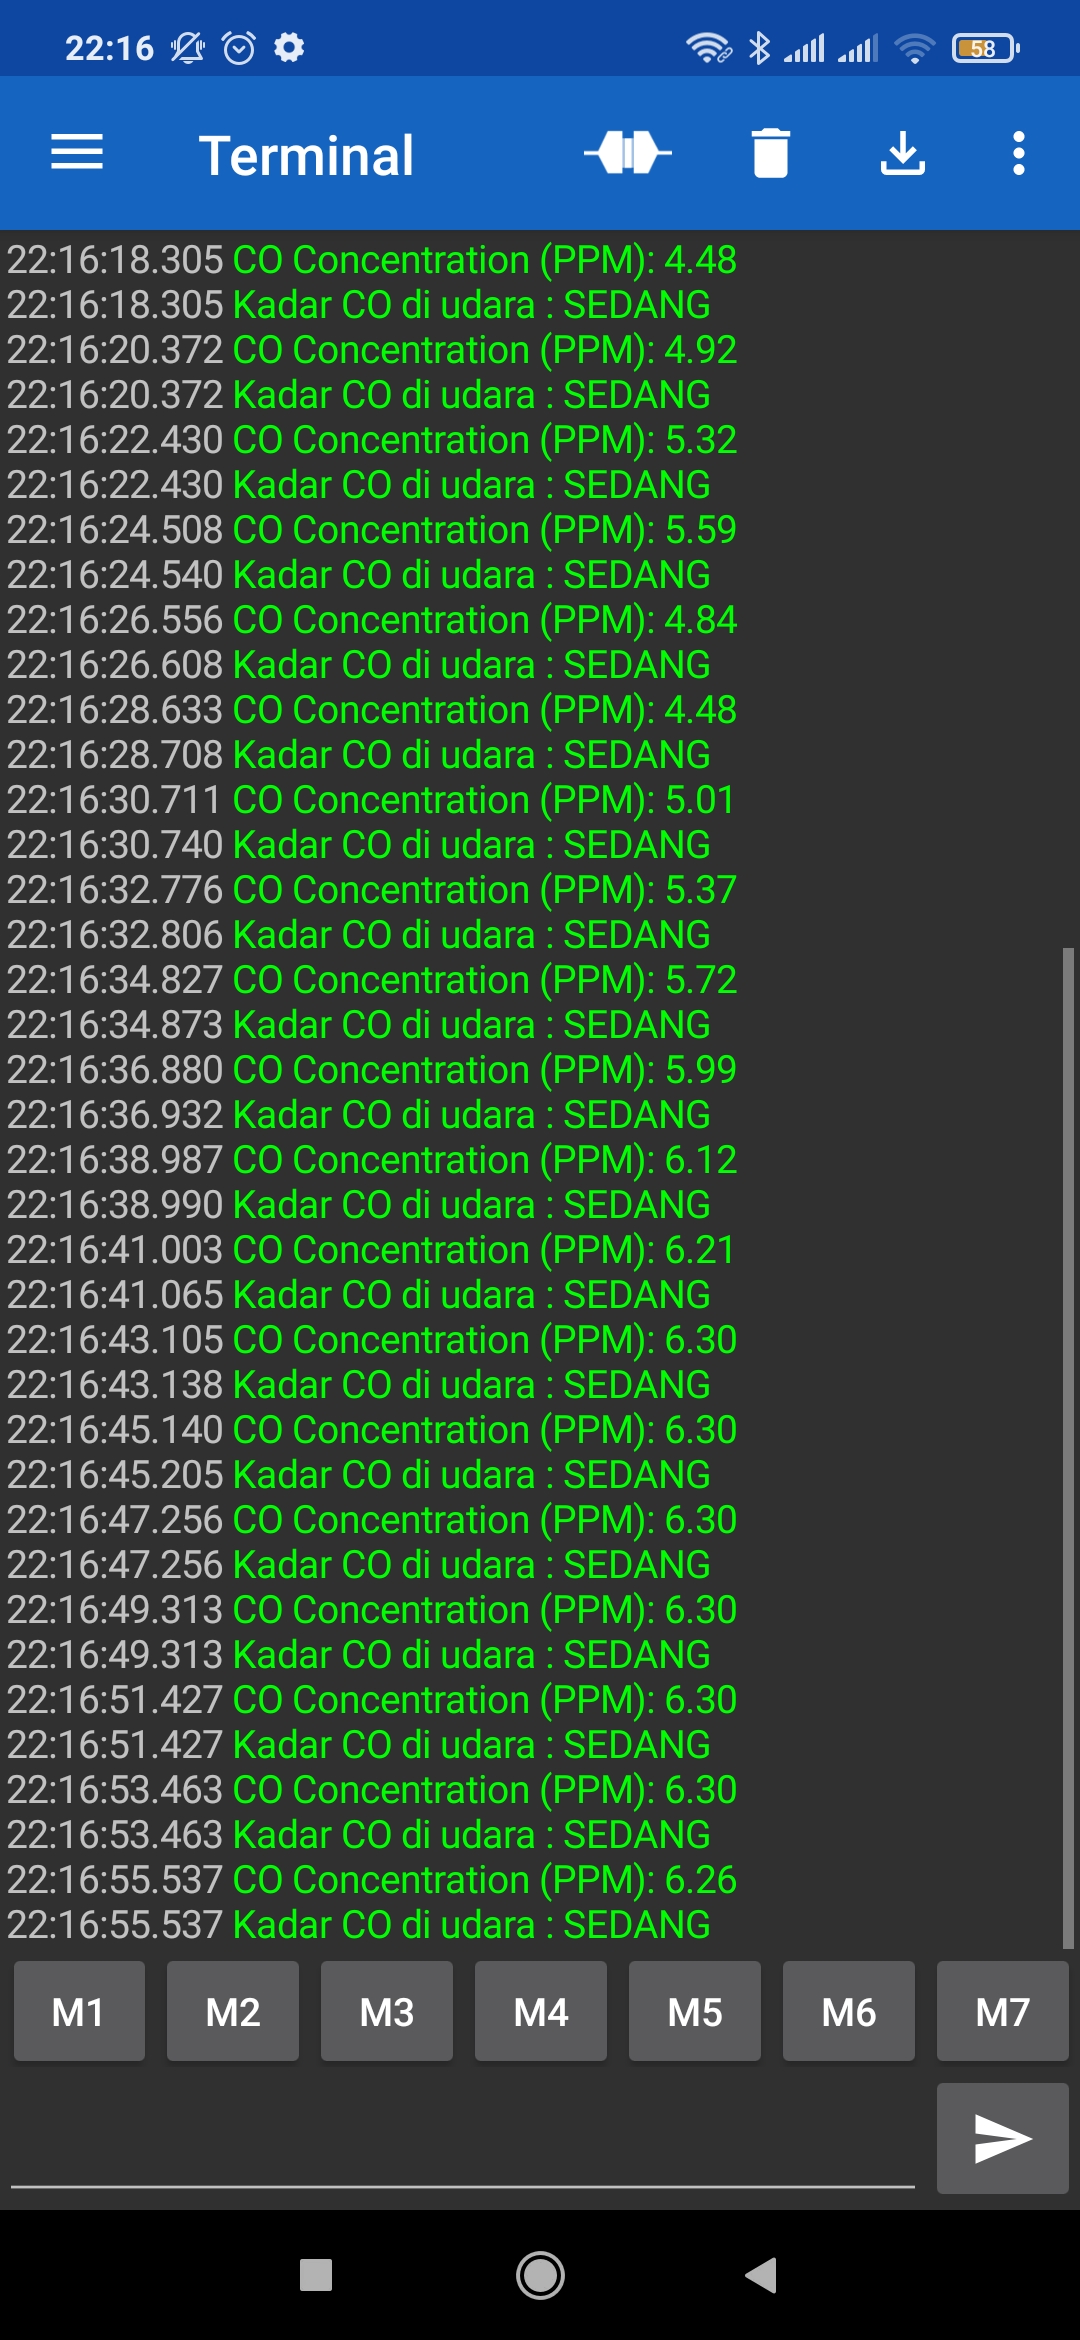 22:16
58
Terminal
22:16:18.305 CO Concentration (PPM): 4.48
22:16:18.305 Kadar CO di udara : SEDANG
22:16:20.372 CO Concentration (PPM): 4.92
22:16:20.372 Kadar CO di udara : SEDANG
22:16:22.430 CO Concentration (PPM): 5.32
22:16:22.430 Kadar CO di udara : SEDANG
22:16:24.508 CO Concentration (PPM): 5.59
22:16:24.540 Kadar CO di udara : SEDANG
22:16:26.556 CO Concentration (PPM): 4.84
22:16:26.608 Kadar CO di udara : SEDANG
22:16:28.633 CO Concentration (PPM): 4.48
22:16:28.708 Kadar CO di udara : SEDANG
22:16:30.711 CO Concentration (PPM): 5.01
22:16:30.740 Kadar CO di udara : SEDANG
22:16:32.776 CO Concentration (PPM): 5.37
22:16:32.806 Kadar CO di udara : SEDANG
22:16:34.827 CO Concentration (PPM): 5.72
22:16:34.873 Kadar CO di udara : SEDANG
22:16:36.880 CO Concentration (PPM): 5.99
22:16:36.932 Kadar CO di udara : SEDANG
22:16:38.987 CO Concentration (PPM): 6.12
22:16:38.990 Kadar CO di udara : SEDANG
22:16:41.003 CO Concentration (PPM): 6.21
22:16:41.065 Kadar CO di udara : SEDANG
22:16:43.105 CO Concentration (PPM): 6.30
22:16:43.138 Kadar CO di udara : SEDANG
22:16:45.140 CO Concentration (PPM): 6.30
22:16:45.205 Kadar CO di udara : SEDANG
22:16:47.256 CO Concentration (PPM): 6.30
22:16:47.256 Kadar CO di udara : SEDANG
22:16:49.313 CO Concentration (PPM): 6.30
22:16:49.313 Kadar CO di udara : SEDANG
22:16:51.427 CO Concentration (PPM): 6.30
22:16:51.427 Kadar CO di udara : SEDANG
22:16:53.463 CO Concentration (PPM): 6.30
22:16:53.463 Kadar CO di udara : SEDANG
22:16:55.537 CO Concentration (PPM): 6.26
22:16:55.537 Kadar CO di udara : SEDANG
M1 M2 M3 M4 M5 M6 M7